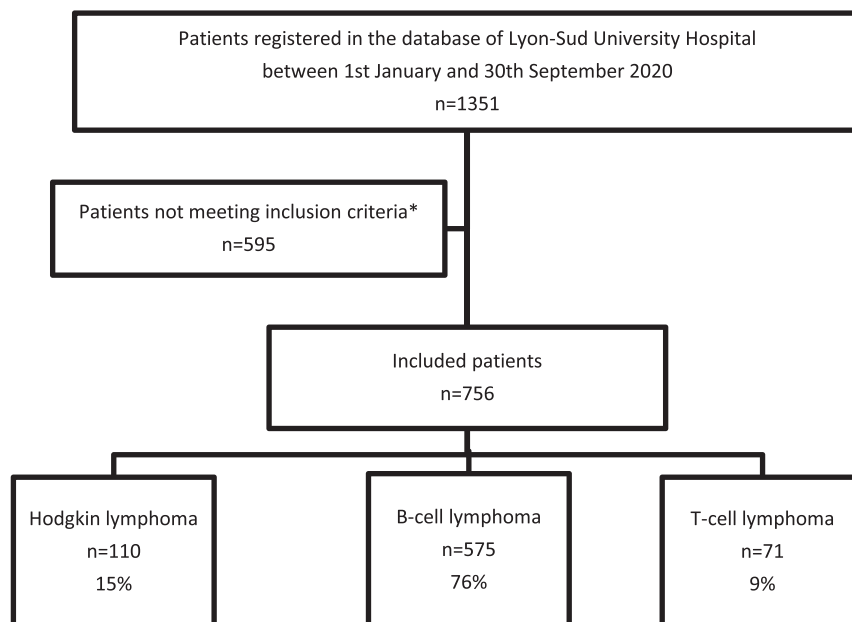 Patients registered in the database of Lyon-Sud University Hospital
between 1st January and 30th September 2020
n=1351
Patients not meeting inclusion criteria*
n=595
Included patients
n=756
Hodgkin lymphoma
n=110
15%
B-cell lymphoma
n=575
76%
T-cell lymphoma
n=71
9%